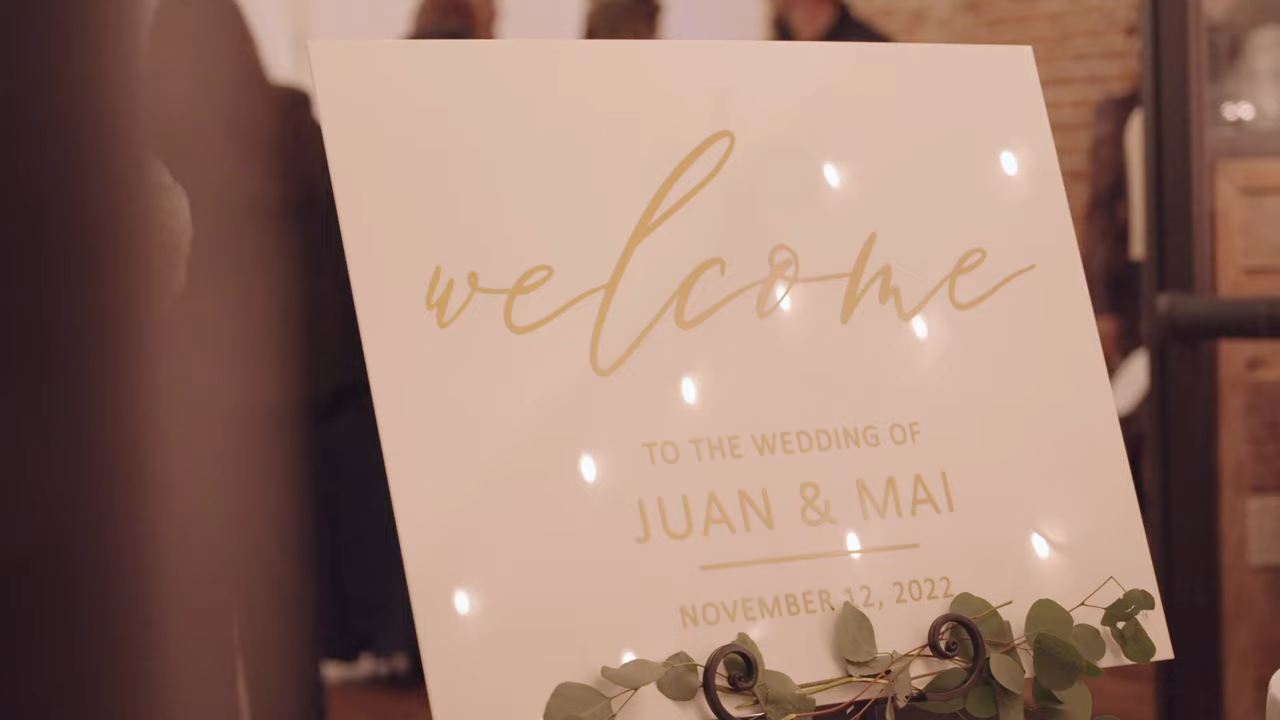 welcome
TO THE WEDDING OF
JUAN & MAI
NOVEMBER 12, 2022